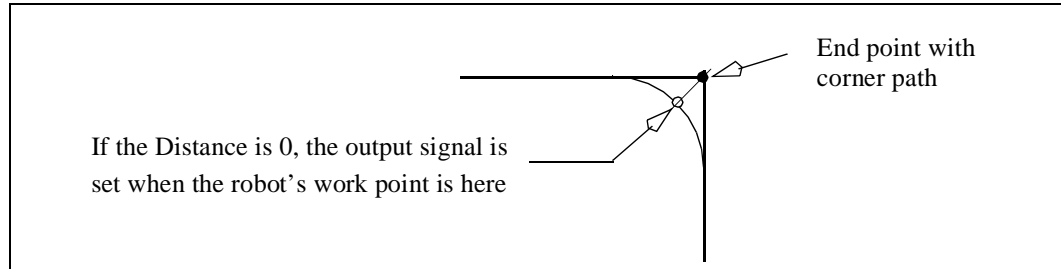 End point with
corner path
If the Distance is 0, the output signal is
set when the robot’s work point is here